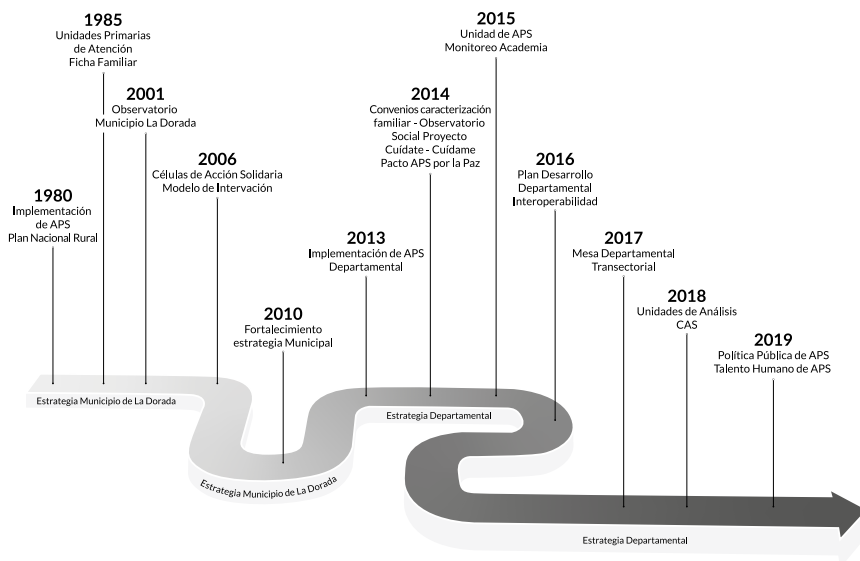 1980
Implementación
de APS
Plan Nacional Rural
1985
Unidades Primarias
de Atención
Ficha Familiar
2001
Observatorio
Municipio La Dorada
2006
Células de Acción Solidaria
Modelo de Intervación
2010
Fortalecimiento
estrategia Municipal
2013
Implementación de APS
Departamental
2014
Convenios caracterización
familiar - Observatorio
Social Proyecto
Cuídate - Cuídame
Pacto APS por la Paz
2015
Unidad de APS
Monitoreo Academia
2016
Plan Desarrollo
Departamental
Interoperabilidad
2017
Mesa Departamental
Transectorial
2018
Unidades de Análisis
CAS
2019
Política Pública de APS
Talento Humano de APS
Estrategia Municipio de La Dorada
Estrategia Municipio de La Dorada
Estrategia Departamental
Estrategia Departamental